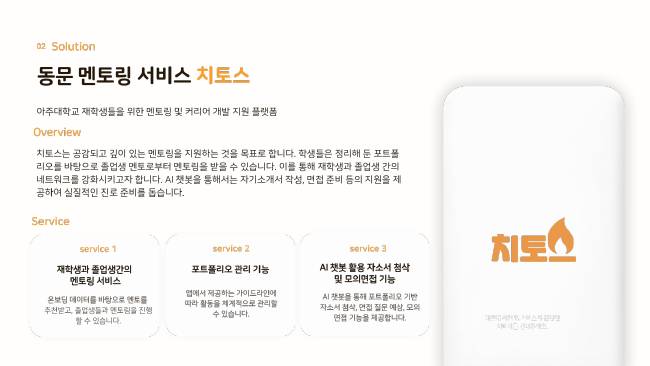 02 Solution
동문 멘토링 서비스 치토스
아주대학교 재학생들을 위한 멘토링 및 커리어 개발 지원 플랫폼
Overview
치토스는 공감되고 깊이 있는 멘토링을 지원하는 것을 목표로 합니다. 학생들은 정리해 둔 포트폴
리오를 바탕으로 졸업생 멘토로부터 멘토링을 받을 수 있습니다. 이를 통해 재학생과 졸업생 간의
네트워크를 강화시키고자 합니다. AI 챗봇을 통해서는 자기소개서 작성, 면접 준비 등의 지원을 제
공하여 실질적인 진로 준비를 돕습니다.
Service
service 1
재학생과 졸업생간의
멘토링 서비스
온보딩 데이터를 바탕으로 멘토를
추천받고, 졸업생들과 멘토링을 진행
할 수 있습니다.
service 2
포트폴리오 관리 기능
앱에서 제공하는 가이드라인에
따라 활동을 체계적으로 관리할
수 있습니다.
service 3
AI 챗봇 활용 자소서 첨삭
및 모의면접 기능
AI 챗봇을 통해 포트폴리오 기반
자소서 첨삭, 면접 질문 예상, 모의
면접 기능을 제공합니다.
치토스